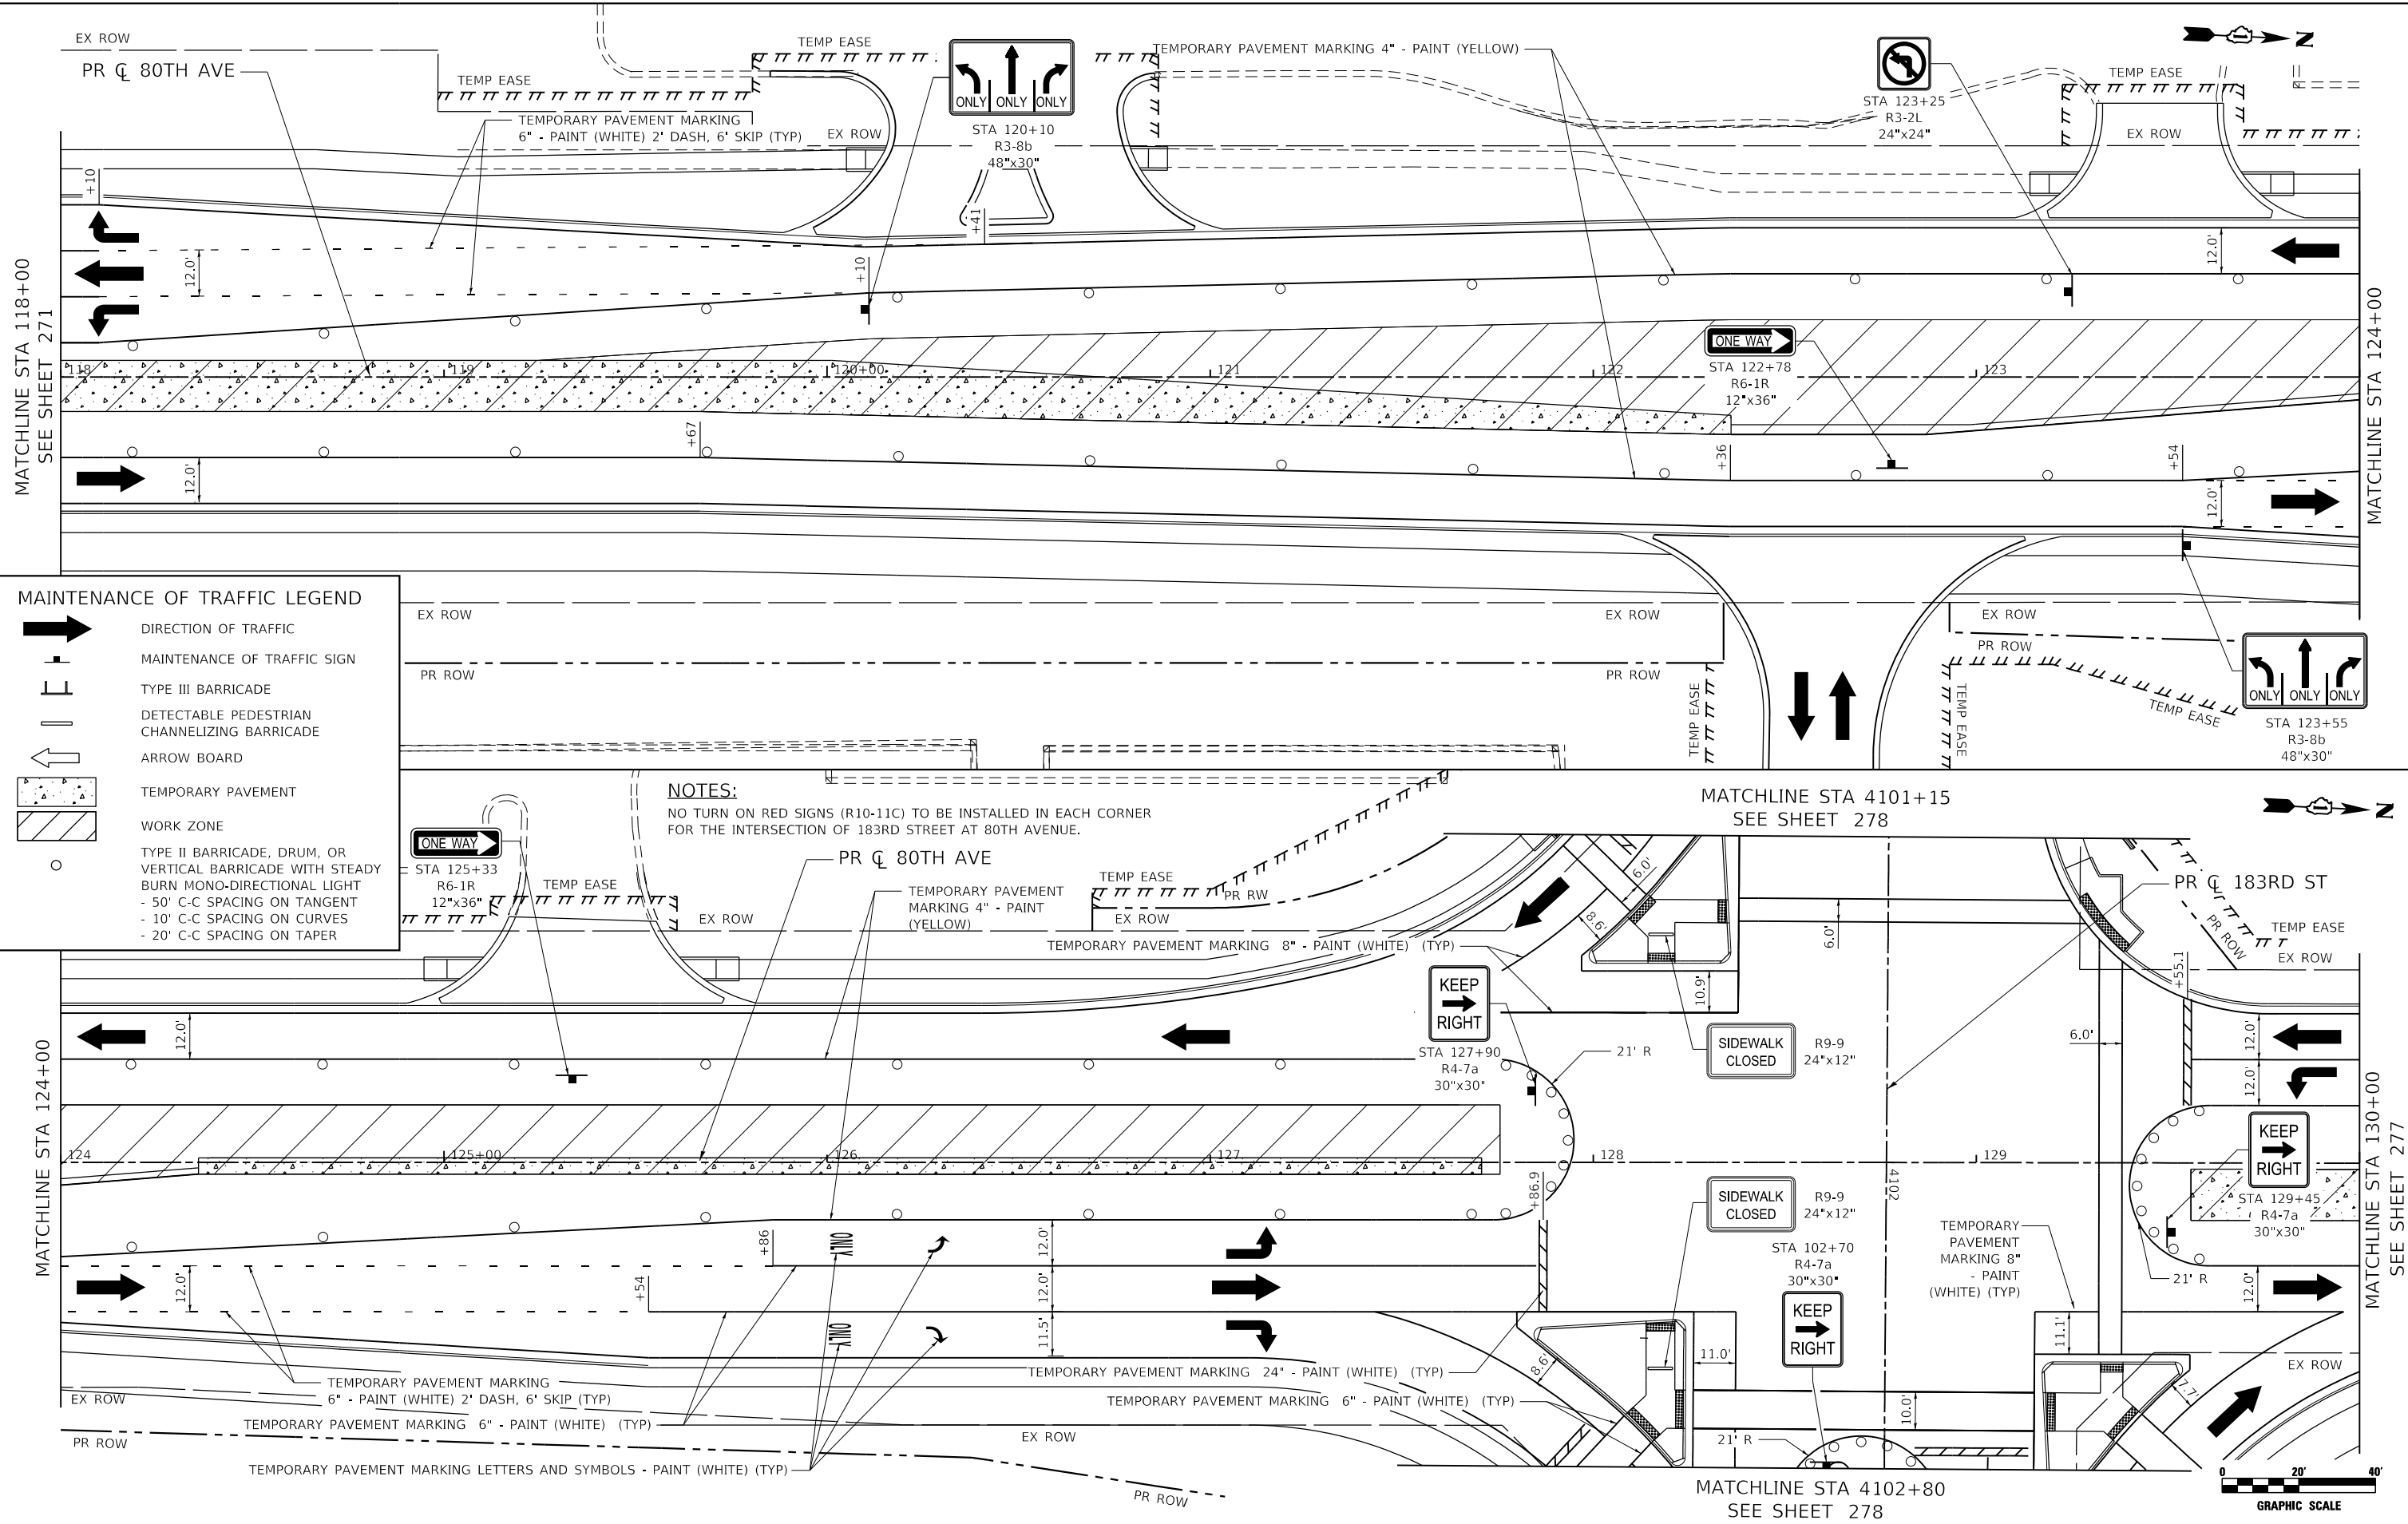 EX ROW
PR ℄ 80TH AVE
TEMP EASE
TEMP EASE
TEMPORARY PAVEMENT MARKING
6" - PAINT (WHITE) 2' DASH, 6' SKIP (TYP)
EX ROW
ONLY ONLY ONLY
STA 120+10
R3-8b
48"x30"
TEMPORARY PAVEMENT MARKING 4" - PAINT (YELLOW)
STA 123+25
R3-2L
24"x24"
N
TEMP EASE
EX ROW
+10
+41
12.0'
+10
12.0'
MATCHLINE STA 118+00
SEE SHEET 271
118
119
120+00
121
122
123
ONE WAY
STA 122+78
R6-1R
12"x36"
MATCHLINE STA 124+00
+67
+36
+54
12.0'
12.0'
EX ROW
PR ROW
EX ROW
PR ROW
EX ROW
PR ROW
TEMP EASE
TEMP EASE
TEMP EASE
ONLY ONLY ONLY
STA 123+55
R3-8b
48"x30"
MAINTENANCE OF TRAFFIC LEGEND
DIRECTION OF TRAFFIC
MAINTENANCE OF TRAFFIC SIGN
TYPE III BARRICADE
DETECTABLE PEDESTRIAN
CHANNELIZING BARRICADE
ARROW BOARD
TEMPORARY PAVEMENT
WORK ZONE
TYPE II BARRICADE, DRUM, OR
VERTICAL BARRICADE WITH STEADY
BURN MONO-DIRECTIONAL LIGHT
- 50' C-C SPACING ON TANGENT
- 10' C-C SPACING ON CURVES
- 20' C-C SPACING ON TAPER
NOTES:
NO TURN ON RED SIGNS (R10-11C) TO BE INSTALLED IN EACH CORNER
FOR THE INTERSECTION OF 183RD STREET AT 80TH AVENUE.
MATCHLINE STA 4101+15
SEE SHEET 278
N
ONE WAY
STA 125+33
R6-1R
12"x36"
TEMP EASE
EX ROW
PR ℄ 80TH AVE
TEMPORARY PAVEMENT
MARKING 4" - PAINT
(YELLOW)
TEMP EASE
PR RW
EX ROW
TEMPORARY PAVEMENT MARKING 8" - PAINT (WHITE) (TYP)
6.0'
8.6'
6.0'
10.9'
PR ℄ 183RD ST
PR ROW
TEMP EASE
EX ROW
+55.1
KEEP
RIGHT
STA 127+90
R4-7a
30"x30"
21' R
SIDEWALK
CLOSED
R9-9
24"x12"
6.0'
12.0'
12.0'
12.0'
MATCHLINE STA 124+00
124
125+00
126
127
128
129
4102
+86.9
SIDEWALK
CLOSED
R9-9
24"x12"
KEEP
RIGHT
STA 129+45
R4-7a
30"x30"
21' R
MATCHLINE STA 130+00
SEE SHEET 277
12.0'
+54
+86
ONLY
ONLY
12.0'
12.0'
11.5'
STA 102+70
R4-7a
30"x30"
KEEP
RIGHT
TEMPORARY
PAVEMENT
MARKING 8"
- PAINT
(WHITE) (TYP)
12.0'
11.1'
11.0'
8.6'
10.0'
7.7'
21' R
EX ROW
TEMPORARY PAVEMENT MARKING
6" - PAINT (WHITE) 2' DASH, 6' SKIP (TYP)
EX ROW
TEMPORARY PAVEMENT MARKING 24" - PAINT (WHITE) (TYP)
TEMPORARY PAVEMENT MARKING 6" - PAINT (WHITE) (TYP)
TEMPORARY PAVEMENT MARKING 6" - PAINT (WHITE) (TYP)
PR ROW
EX ROW
TEMPORARY PAVEMENT MARKING LETTERS AND SYMBOLS - PAINT (WHITE) (TYP)
PR ROW
MATCHLINE STA 4102+80
SEE SHEET 278
0 20' 40'
GRAPHIC SCALE